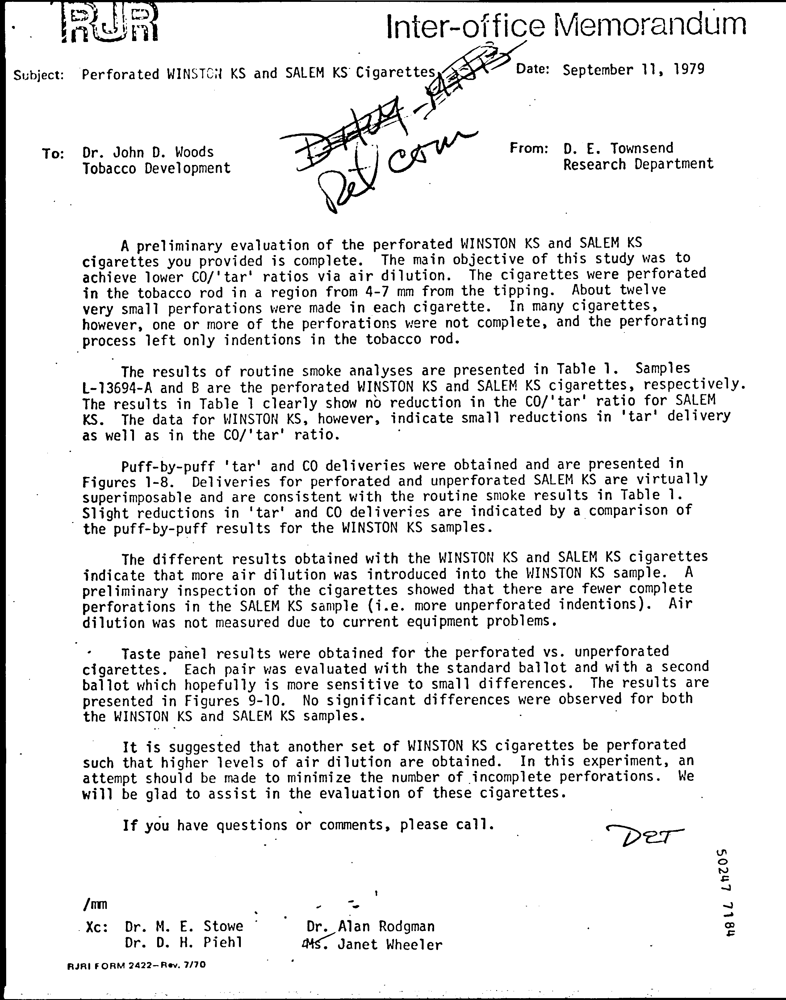 RJR
Inter-office Memorandum
Subject: Perforated WINSTON KS and SALEM KS Cigarettes
Date: September 11, 1979
To: Dr. John D. Woods
Tobacco Development
From: D. E. Townsend
Research Department
Ret com
A preliminary evaluation of the perforated WINSTON KS and SALEM KS
cigarettes you provided is complete. The main objective of this study was to
achieve lower CO/'tar' ratios via air dilution. The cigarettes were perforated
in the tobacco rod in a region from 4-7 mm from the tipping. About twelve
very small perforations were made in each cigarette. In many cigarettes,
however, one or more of the perforations were not complete, and the perforating
process left only indentions in the tobacco rod.
The results of routine smoke analyses are presented in Table 1. Samples
L-13694-A and B are the perforated WINSTON KS and SALEM KS cigarettes, respectively.
The results in Table 1 clearly show no reduction in the CO/'tar' ratio for SALEM
KS. The data for WINSTON KS, however, indicate small reductions in 'tar' delivery
as well as in the CO/'tar' ratio.
Puff-by-puff 'tar' and CO deliveries were obtained and are presented in
Figures 1-8. Deliveries for perforated and unperforated SALEM KS are virtually
superimposable and are consistent with the routine smoke results in Table 1.
Slight reductions in 'tar' and CO deliveries are indicated by a comparison of
the puff-by-puff results for the WINSTON KS samples.
The different results obtained with the WINSTON KS and SALEM KS cigarettes
indicate that more air dilution was introduced into the WINSTON KS sample. A
preliminary inspection of the cigarettes showed that there are fewer complete
perforations in the SALEM KS sample (i.e. more unperforated indentions). Air
dilution was not measured due to current equipment problems.
Taste panel results were obtained for the perforated vs. unperforated
cigarettes. Each pair was evaluated with the standard ballot and with a second
ballot which hopefully is more sensitive to small differences. The results are
presented in Figures 9-10. No significant differences were observed for both
the WINSTON KS and SALEM KS samples.
It is suggested that another set of WINSTON KS cigarettes be perforated
such that higher levels of air dilution are obtained. In this experiment, an
attempt should be made to minimize the number of incomplete perforations. We
will be glad to assist in the evaluation of these cigarettes.
If you have questions or comments, please call.
DET
50247 7184
/mm
Xc: Dr. M. E. Stowe
Dr. Alan Rodgman
Dr. D. H. Piehl
Ms. Janet Wheeler
RJRI FORM 2422-Rev. 7/70